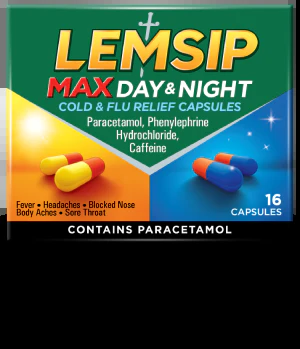 LEMSIP
MAX DAY & NIGHT
COLD & FLU RELIEF CAPSULES
Paracetamol, Phenylephrine
Hydrochloride,
Caffeine
Fever • Headaches • Blocked Nose
Body Aches • Sore Throat
16
CAPSULES
CONTAINS PARACETAMOL